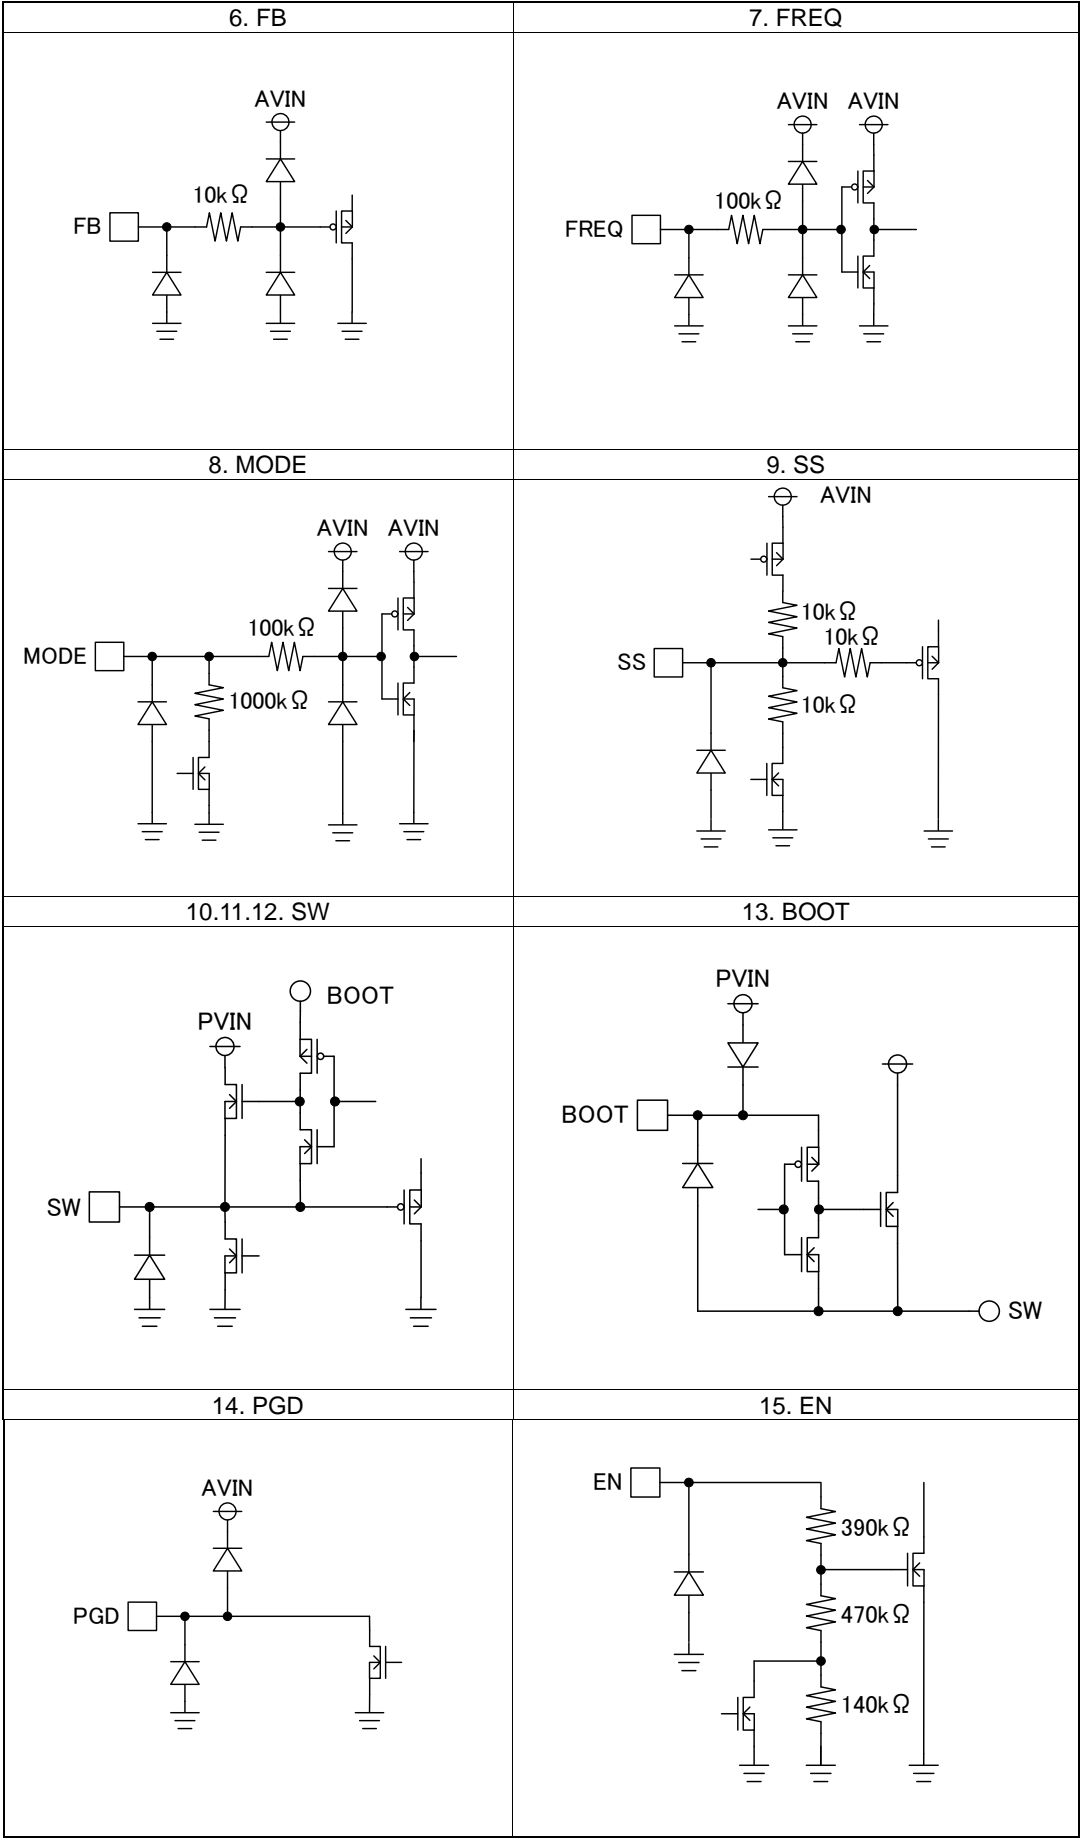 6. FB
7. FREQ
AVIN
10kΩ
FB
AVIN AVIN
100kΩ
FREQ
8. MODE
9. SS
AVIN AVIN
100kΩ
MODE
1000kΩ
AVIN
10kΩ
10kΩ
SS
10kΩ
10.11.12. SW
13. BOOT
BOOT
PVIN
SW
PVIN
BOOT
SW
14. PGD
15. EN
AVIN
PGD
EN
390kΩ
470kΩ
140kΩ